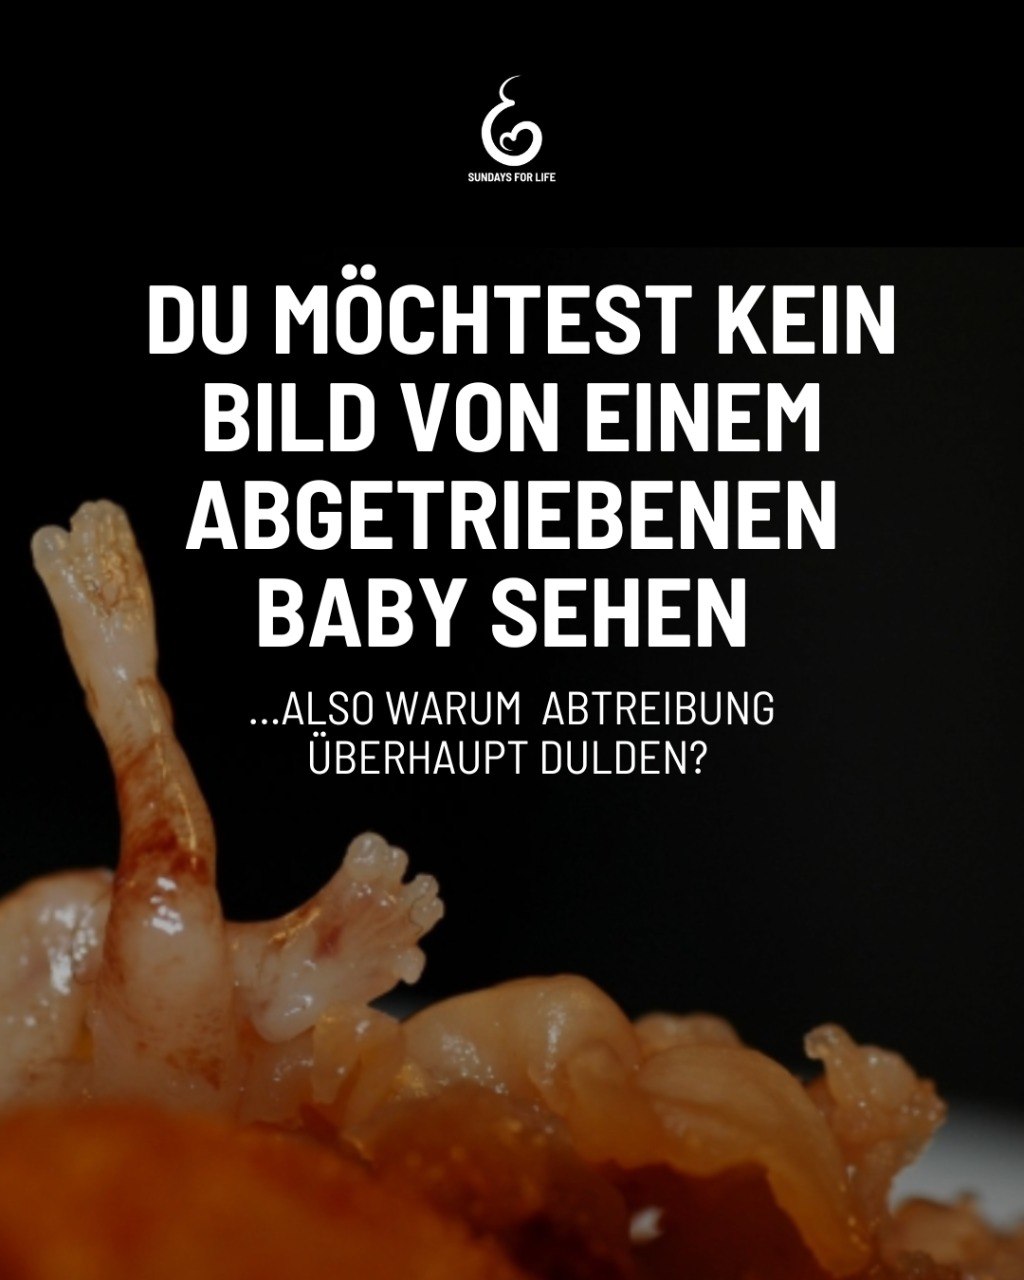 SUNDAYS FOR LIFE
DU MÖCHTEST KEIN
BILD VON EINEM
ABGETRIEBENEN
BABY SEHEN
...ALSO WARUM ABTREIBUNG
ÜBERHAUPT DULDEN?